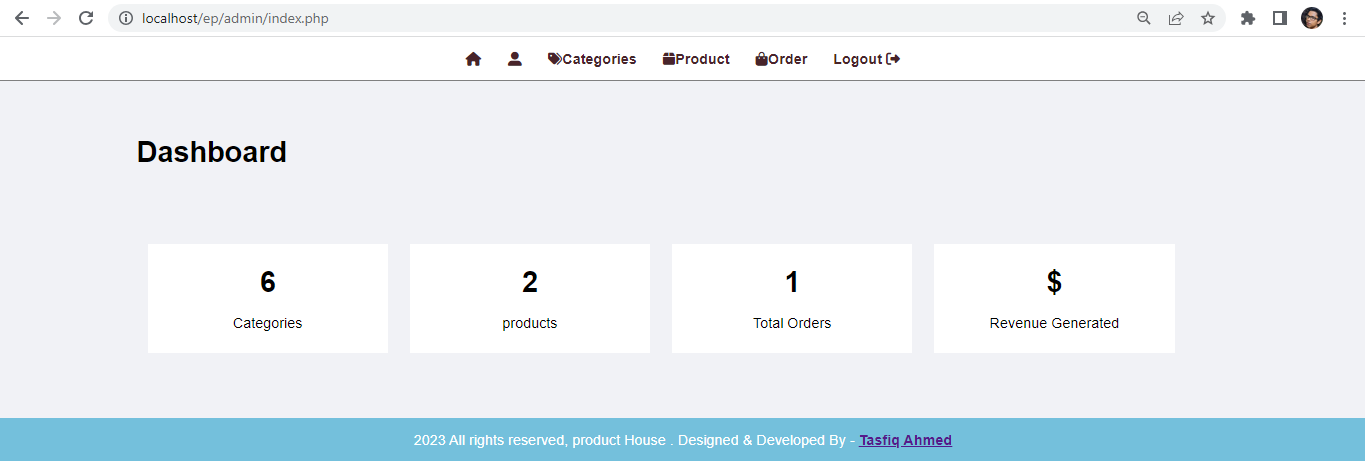 localhost/ep/admin/index.php
Categories Product Order Logout
Dashboard
6 2 1 $
Categories products Total Orders Revenue Generated
2023 All rights reserved, product House . Designed & Developed By - Tasfiq Ahmed